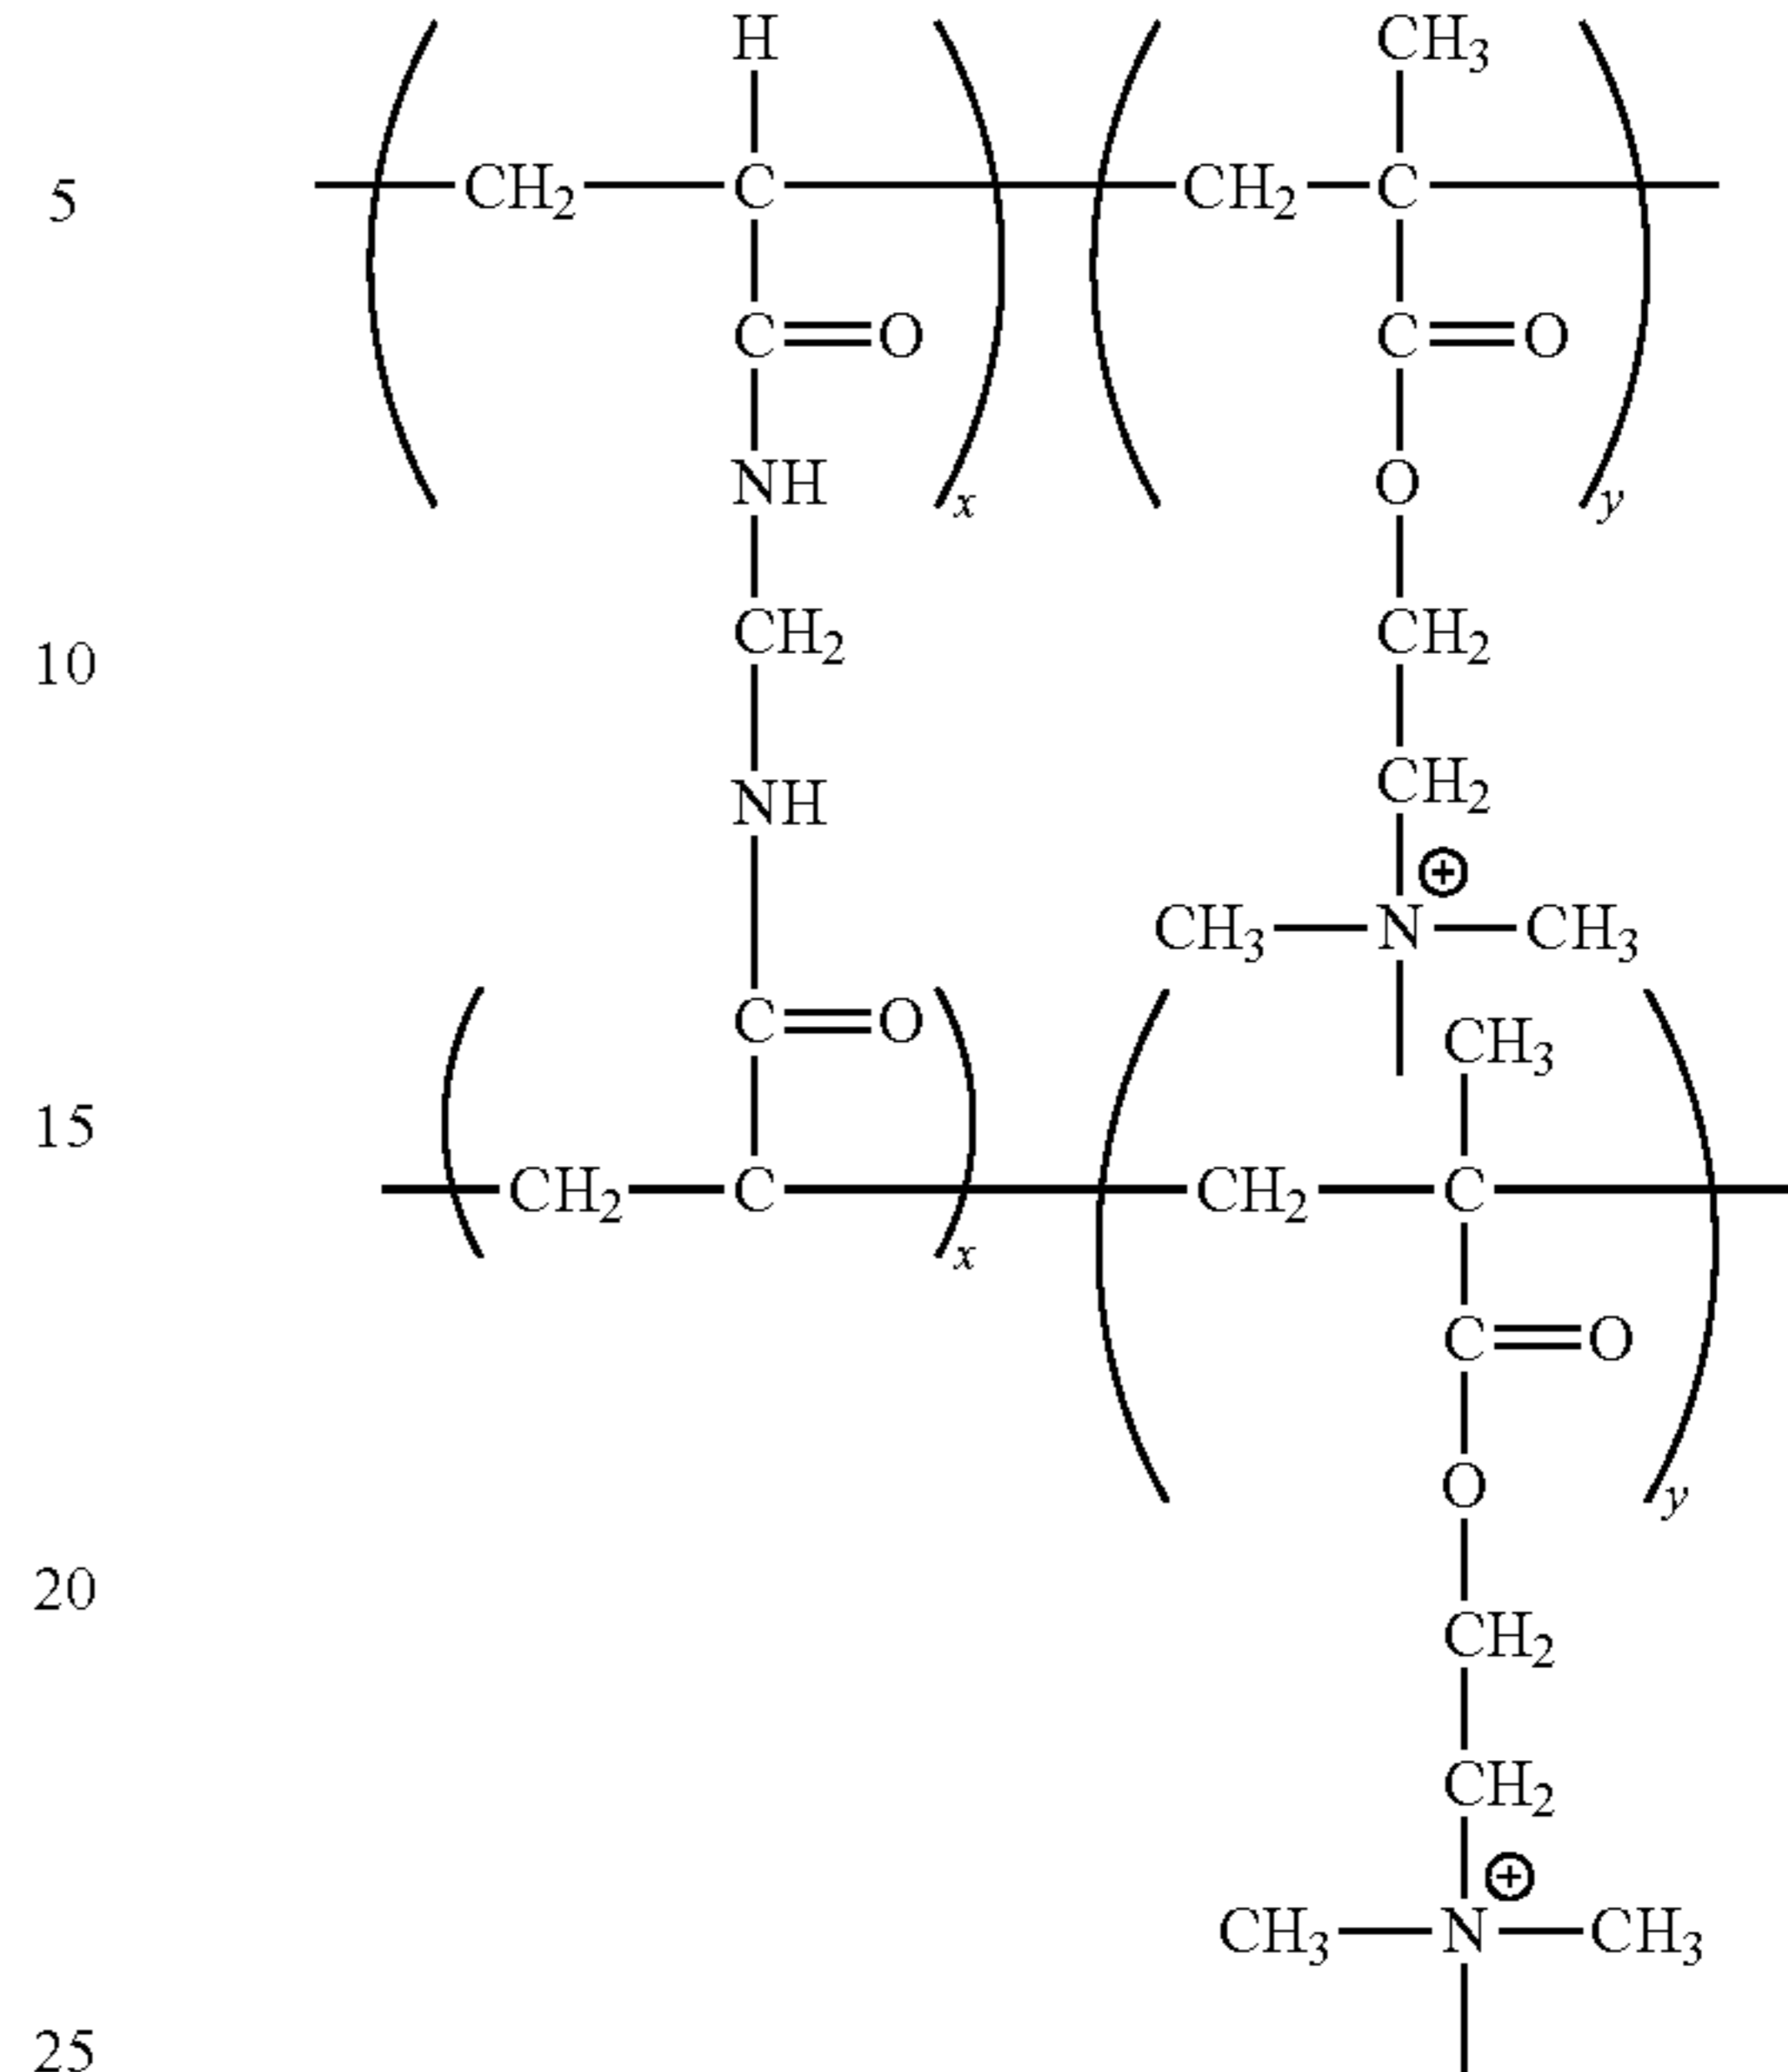 H CH₃
5 CH₂ C CH₂ C
C=O C=O
NH O
x y
10 CH₂ CH₂
NH CH₂
⊕
CH₃ N CH₃
C=O CH₃
15
CH₂ C CH₂ C
x
C=O
O
y
20
CH₂
CH₂
⊕
CH₃ N CH₃
25